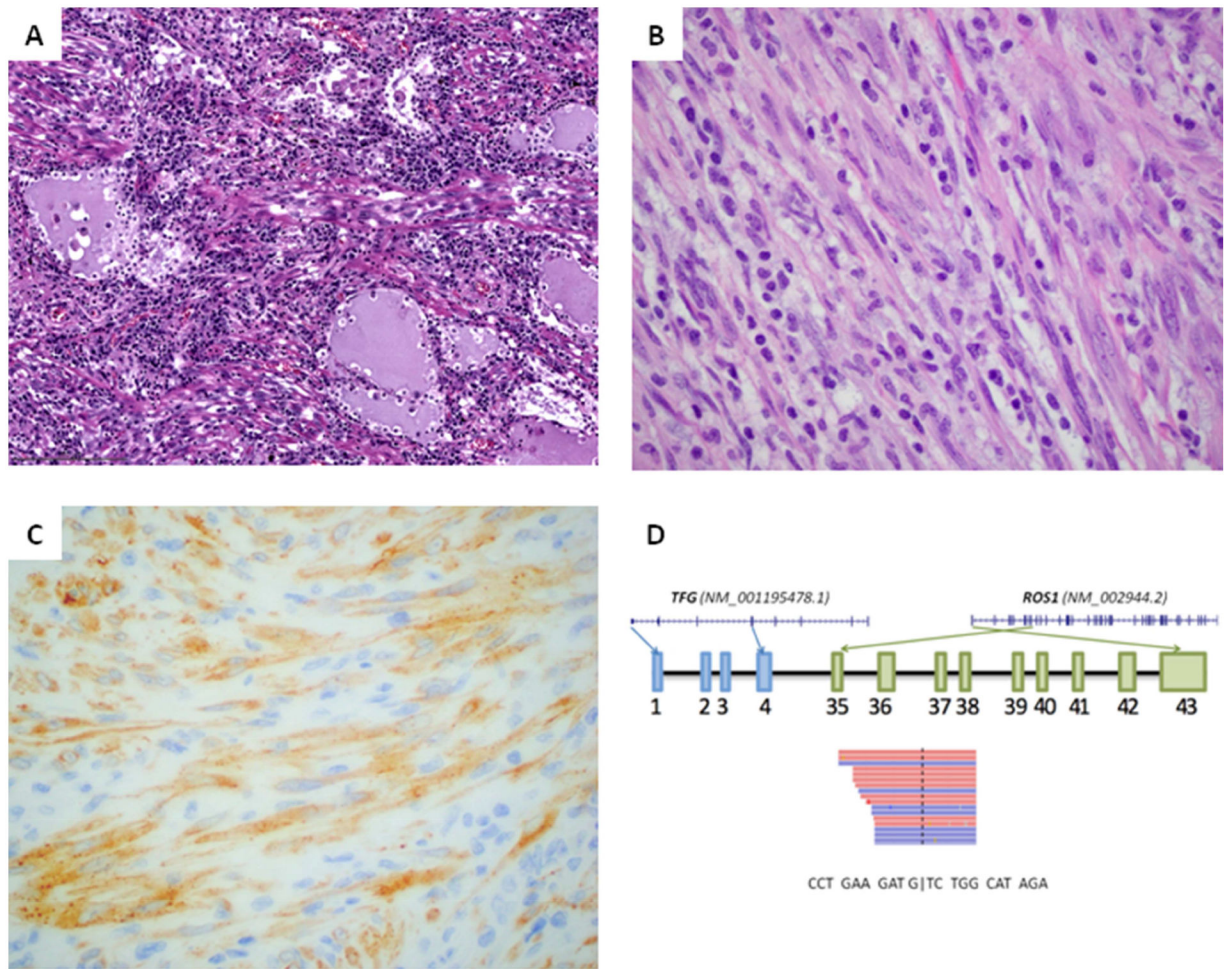 A
B
C
D
TFG (NM_001195478.1)
ROS1 (NM_002944.2)
1 2 3 4 35 36 37 38 39 40 41 42 43
CCT GAA GAT G|TC TGG CAT AGA